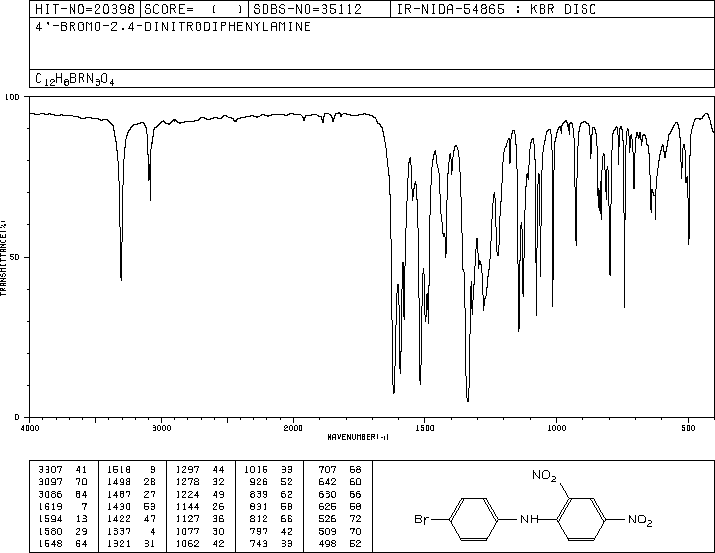 HIT-NO=20398 SCORE= ( ) SDBS-NO=35112 IR-NIDA-54865 : KBR DISC
4'-BROMO-2,4-DINITRODIPHENYLAMINE
C12H8BRN3O4
100
50
0
TRANSMITTANCE(%)
4000 3000 2000 1500 1000 500
WAVENUMBER(-1)
3307 41 1518 9 1297 44 1016 33 707 68
3097 70 1498 28 1278 32 926 52 642 60
3086 64 1487 27 1224 49 839 62 630 66
1619 7 1430 53 1144 26 831 58 625 58
1594 13 1422 47 1127 36 812 66 526 72
1580 29 1337 4 1077 30 797 42 509 70
1548 64 1321 31 1062 42 743 33 498 52
NO2
Br NH NO2